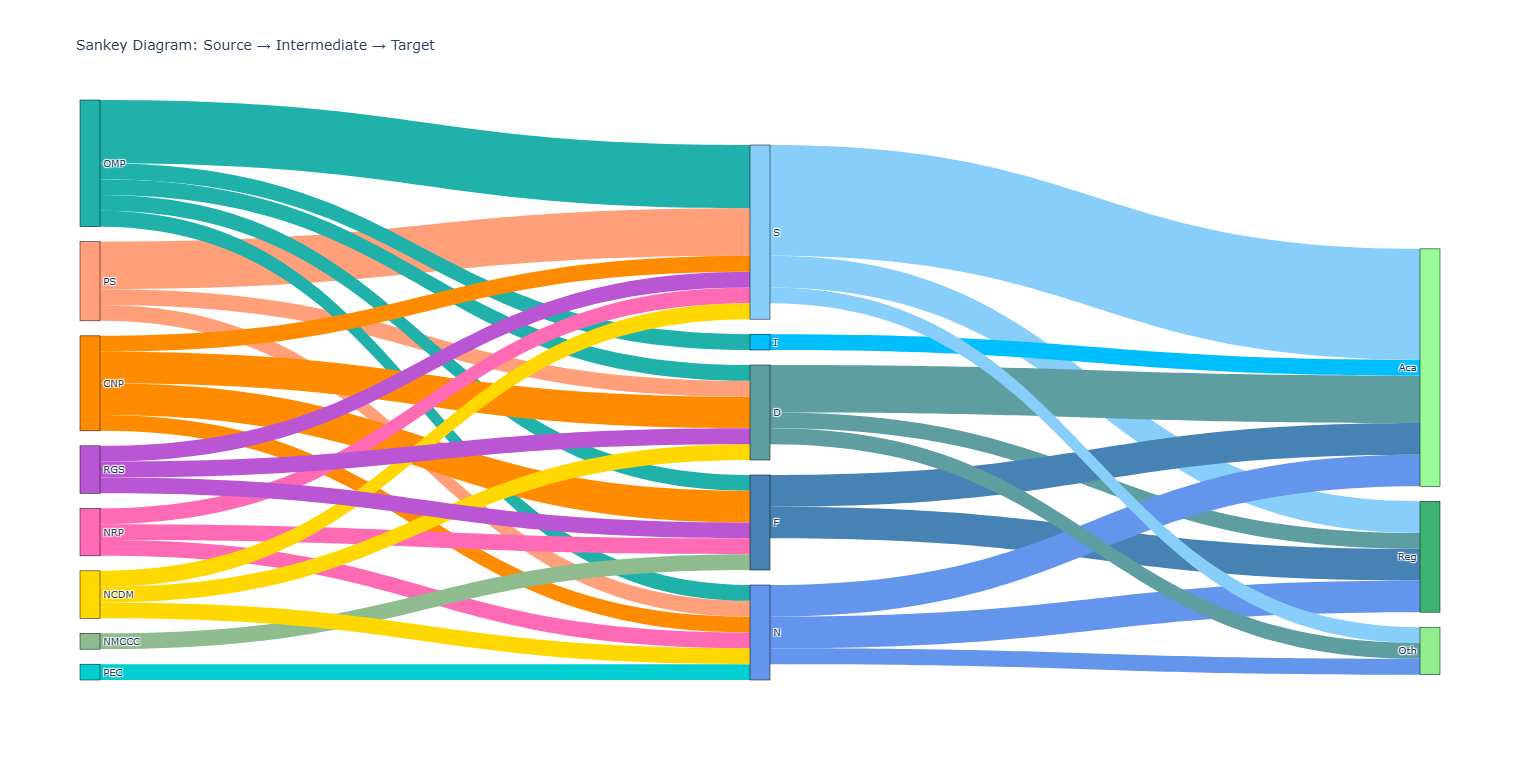 Sankey Diagram: Source → Intermediate → Target
OMP
PS
CNP
RGS
NRP
NCDM
NMCCC
PEC
S
I
D
F
N
Aca
Reg
Oth